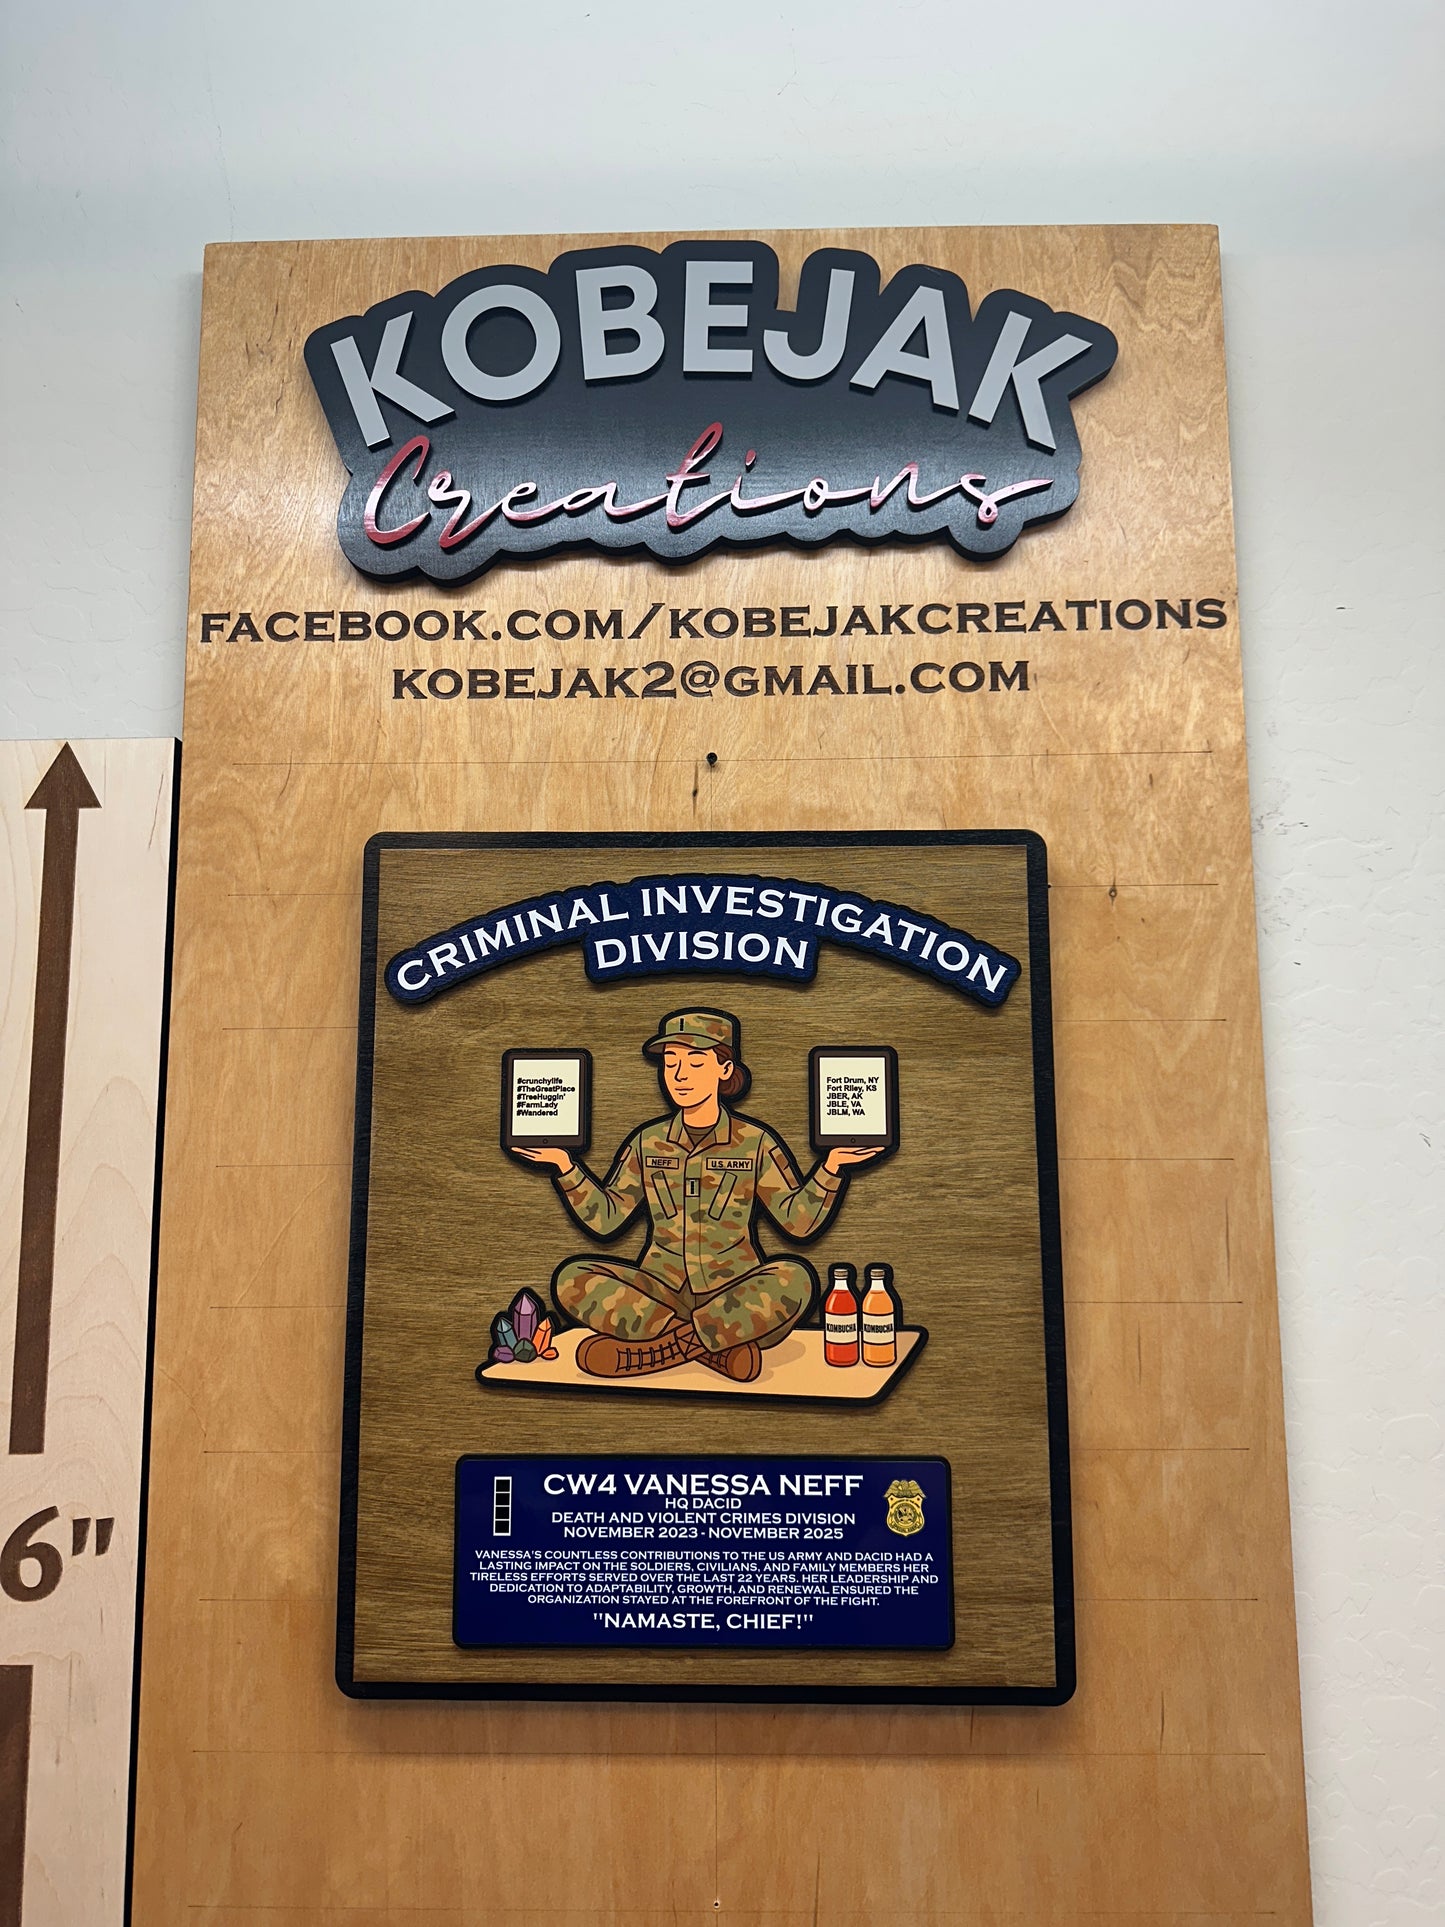 KOBEJAK
Creations
FACEBOOK.COM/KOBEJAKCREATIONS
KOBEJAK2@GMAIL.COM
CRIMINAL INVESTIGATION
DIVISION
#crunchylife
#TheGreatPlace
#TreeHuggin'
#FarmLady
#Wandered
Fort Drum, NY
Fort Riley, KS
JBER, AK
JBLE, VA
JBLM, WA
NEFF
U.S. ARMY
KOMBUCHA
KOMBUCHA
CW4 VANESSA NEFF
HQ DACID
DEATH AND VIOLENT CRIMES DIVISION
NOVEMBER 2023 - NOVEMBER 2025
VANESSA'S COUNTLESS CONTRIBUTIONS TO THE US ARMY AND DACID HAD A
LASTING IMPACT ON THE SOLDIERS, CIVILIANS, AND FAMILY MEMBERS HER
TIRELESS EFFORTS SERVED OVER THE LAST 22 YEARS. HER LEADERSHIP AND
DEDICATION TO ADAPTABILITY, GROWTH, AND RENEWAL ENSURED THE
ORGANIZATION STAYED AT THE FOREFRONT OF THE FIGHT.
"NAMASTE, CHIEF!"
6"